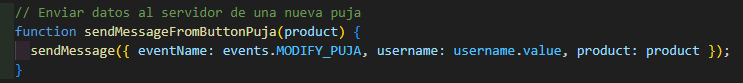 // Enviar datos al servidor de una nueva puja
function sendMessageFromButtonPuja(product) {
  sendMessage({ eventName: events.MODIFY_PUJA, username: username.value, product: product });
}